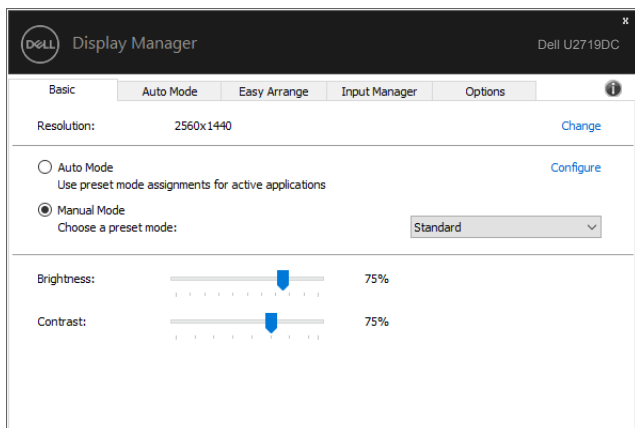 x
DELL Display Manager Dell U2719DC
Basic Auto Mode Easy Arrange Input Manager Options i
Resolution: 2560x1440 Change
Auto Mode Configure
Use preset mode assignments for active applications
Manual Mode
Choose a preset mode: Standard
Brightness: 75%
Contrast: 75%